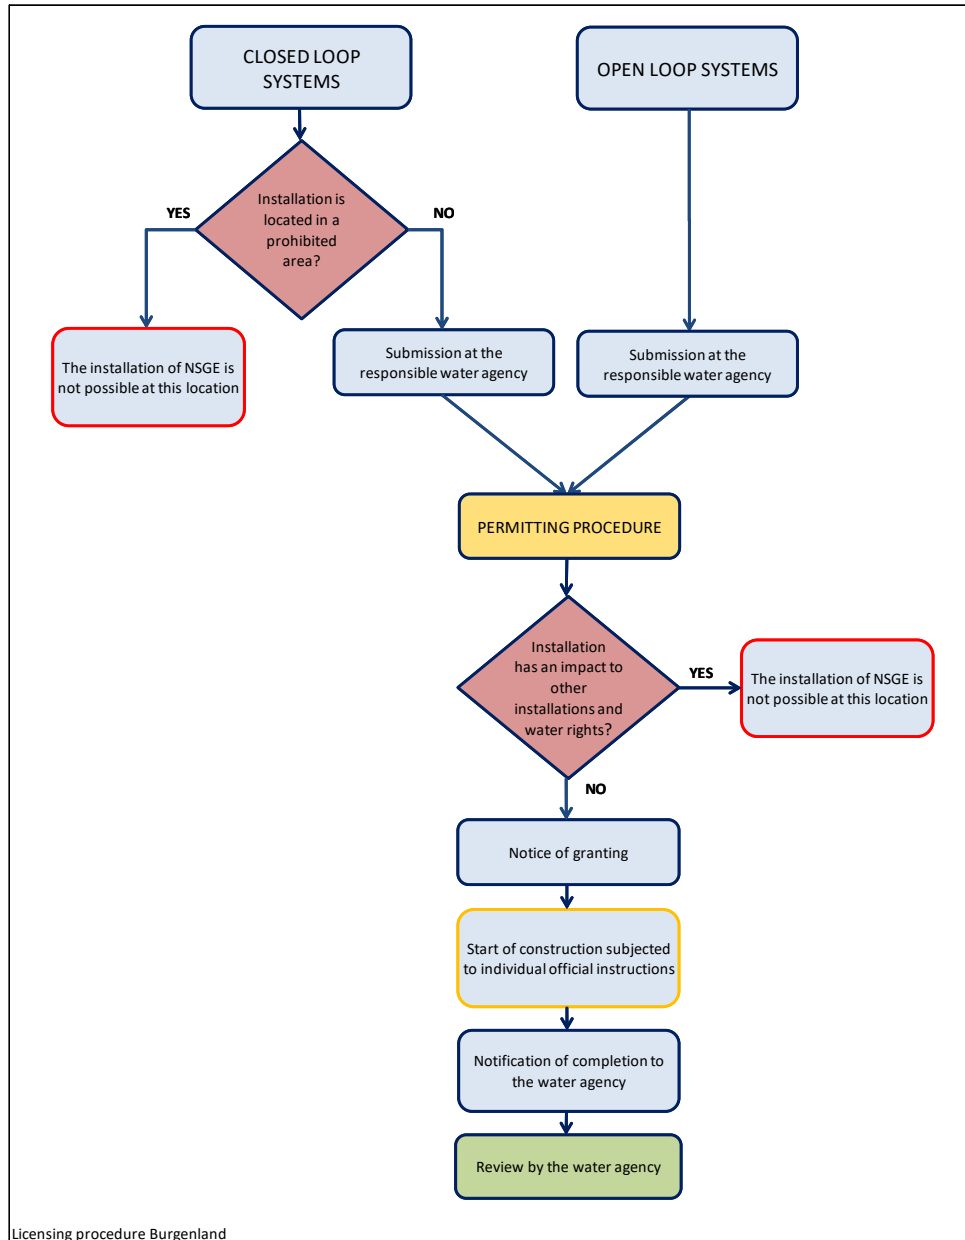 CLOSED LOOP
SYSTEMS
OPEN LOOP SYSTEMS
Installation is
located in a
prohibited
area?
YES
NO
The installation of NSGE is
not possible at this location
Submission at the
responsible water agency
Submission at the
responsible water agency
PERMITTING PROCEDURE
Installation
has an impact to
other
installations and
water rights?
YES
The installation of NSGE is
not possible at this location
NO
Notice of granting
Start of construction subjected
to individual official instructions
Notification of completion to
the water agency
Review by the water agency
Licensing procedure Burgenland